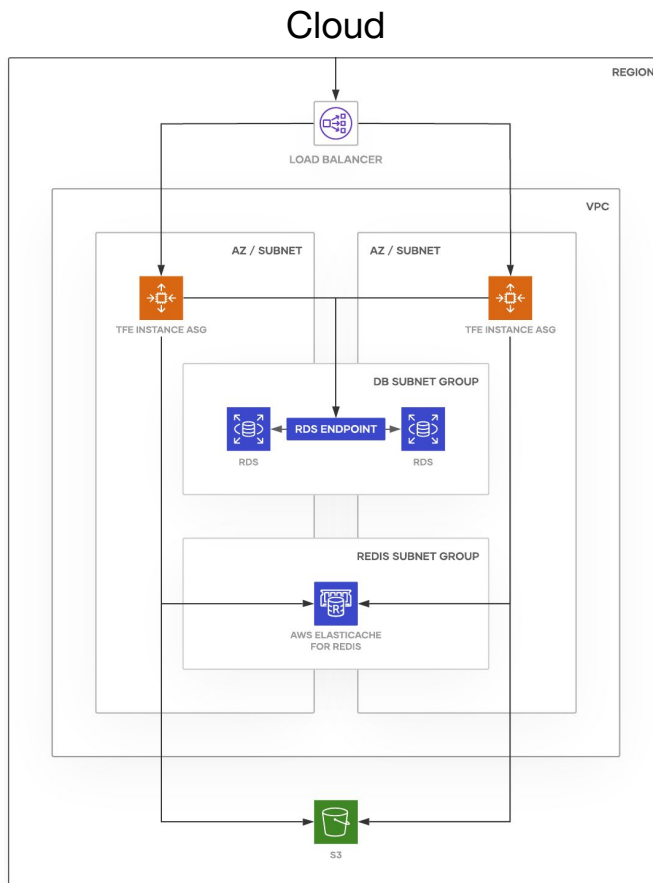 Cloud
REGION
LOAD BALANCER
VPC
AZ / SUBNET
AZ / SUBNET
TFE INSTANCE ASG
TFE INSTANCE ASG
DB SUBNET GROUP
RDS ENDPOINT
RDS
RDS
REDIS SUBNET GROUP
R
AWS ELASTICACHE
FOR REDIS
S3